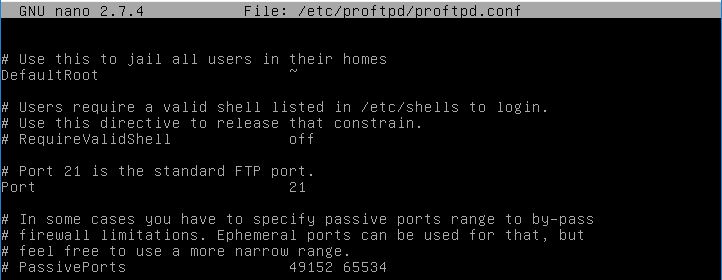 GNU nano 2.7.4 File: /etc/proftpd/proftpd.conf
# Use this to jail all users in their homes
DefaultRoot ~
# Users require a valid shell listed in /etc/shells to login.
# Use this directive to release that constrain.
# RequireValidShell off
# Port 21 is the standard FTP port.
Port 21
# In some cases you have to specify passive ports range to by-pass
# firewall limitations. Ephemeral ports can be used for that, but
# feel free to use a more narrow range.
# PassivePorts 49152 65534